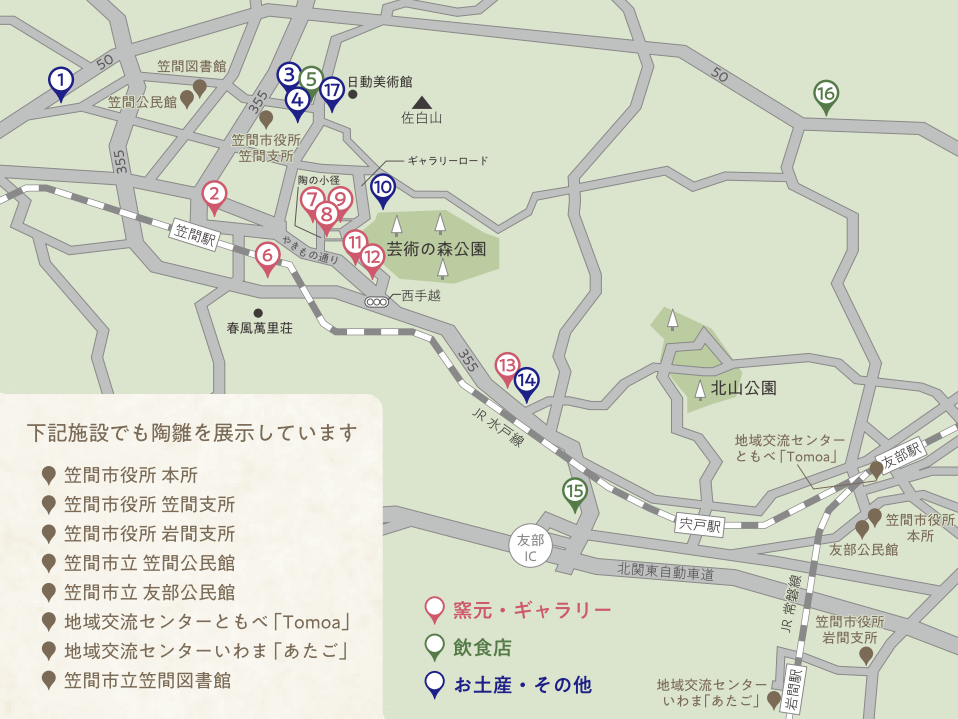 50
笠間図書館
1
笠間公民館
355
3
5
4
17
日動美術館
佐白山
50
16
笠間市役所
笠間支所
355
ギャラリーロード
陶の小径
10
2
7
9
8
笠間駅
やきもの通り
11
12
芸術の森公園
6
西手越
春風萬里荘
355
13
14
北山公園
JR 水戸線
地域交流センター
ともべ「Tomoa」
友部駅
15
宍戸駅
笠間市役所
本所
友部公民館
友部
IC
北関東自動車道
JR 常磐線
笠間市役所
岩間支所
地域交流センター
いわま「あたご」
岩間駅
下記施設でも陶雛を展示しています
笠間市役所 本所
笠間市役所 笠間支所
笠間市役所 岩間支所
笠間市立 笠間公民館
笠間市立 友部公民館
地域交流センターともべ「Tomoa」
地域交流センターいわま「あたご」
笠間市立笠間図書館
窯元・ギャラリー
飲食店
お土産・その他